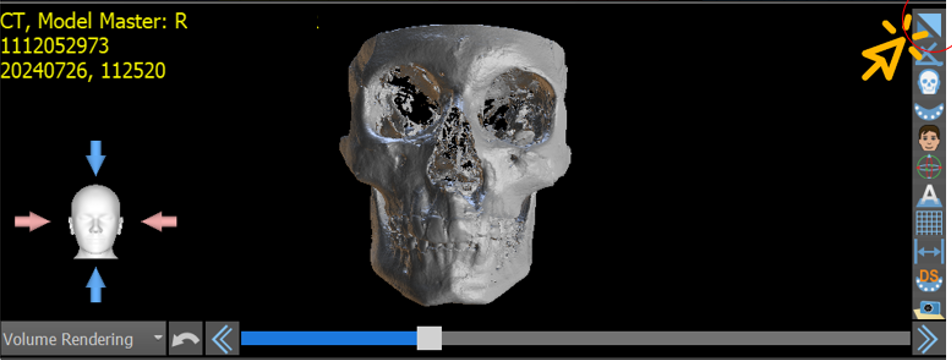 CT, Model Master: R
1112052973
20240726, 112520
A
DS
Volume Rendering